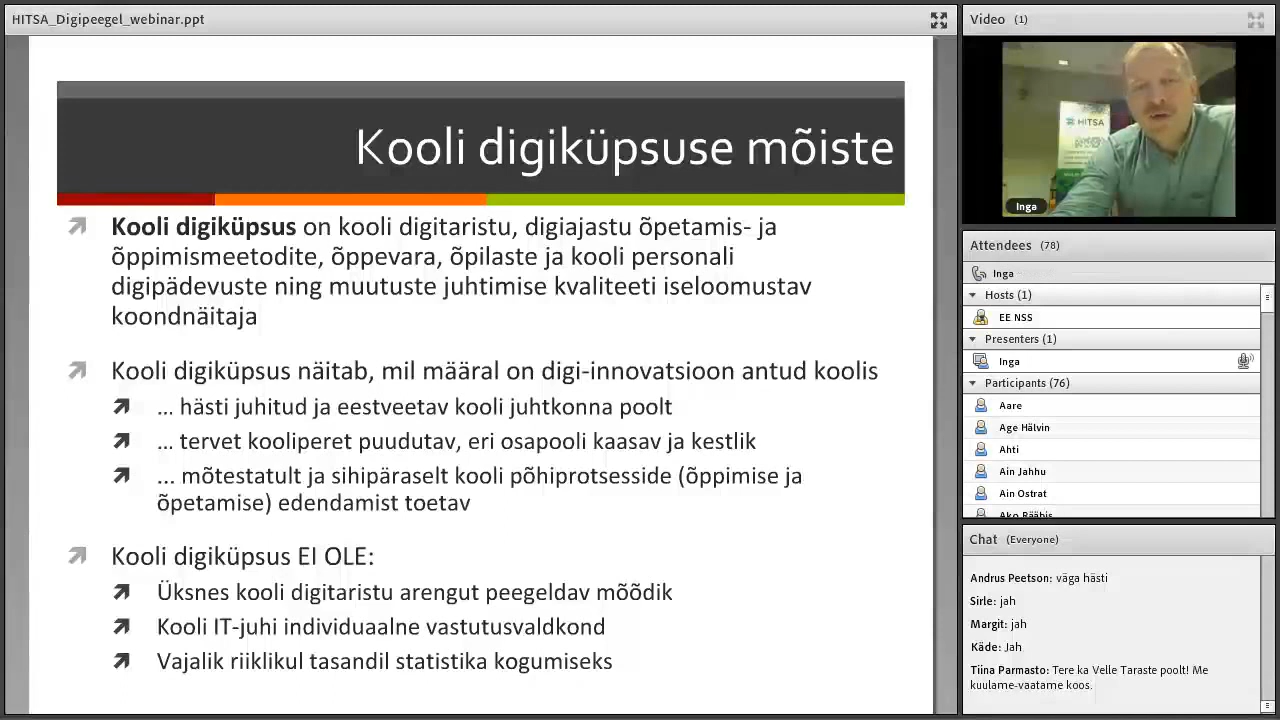 HITSA_Digipeegel_webinar.ppt
Kooli digiküpsuse mõiste
Kooli digiküpsus on kooli digitaristu, digiajastu õpetamis- ja
õppimismeetodite, õppevara, õpilaste ja kooli personali
digipädevuste ning muutuste juhtimise kvaliteeti iseloomustav
koondnäitaja
Kooli digiküpsus näitab, mil määral on digi-innovatsioon antud koolis
... hästi juhitud ja eestveetav kooli juhtkonna poolt
... tervet kooliperet puudutav, eri osapooli kaasav ja kestlik
... mõtestatult ja sihipäraselt kooli põhiprotsesside (õppimise ja
õpetamise) edendamist toetav
Kooli digiküpsus EI OLE:
Üksnes kooli digitaristu arengut peegeldav mõõdik
Kooli IT-juhi individuaalne vastutusvaldkond
Vajalik riiklikul tasandil statistika kogumiseks
Video (1)
HITSA
Inga
Attendees (78)
Inga
Hosts (1)
EE NSS
Presenters (1)
Inga
Participants (76)
Aare
Age Hälvin
Ahti
Ain Jahhu
Ain Ostrat
Ako Rääbis
Chat (Everyone)
Andrus Peetson: väga hästi
Sirle: jah
Margit: jah
Käde: Jah
Tiina Parmasto: Tere ka Velle Taraste poolt! Me
kuulame-vaatame koos.